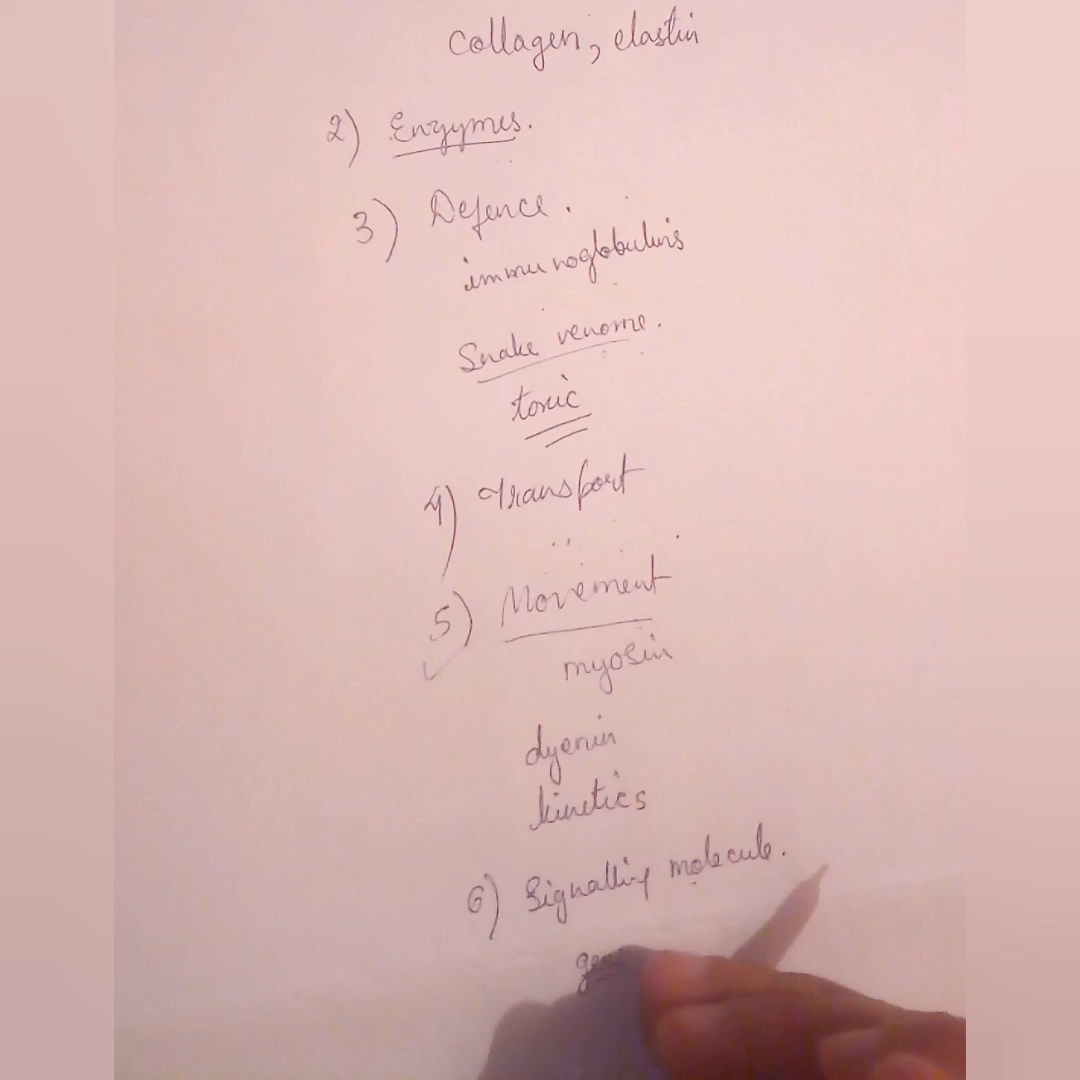 Collagen, elastin
2) Enzymes.
3) Defence.
immunoglobulins
Snake venome.
toxic
4) Transport
5) Movement
myosin
dyenin
kinetics
6) Signalling molecule.